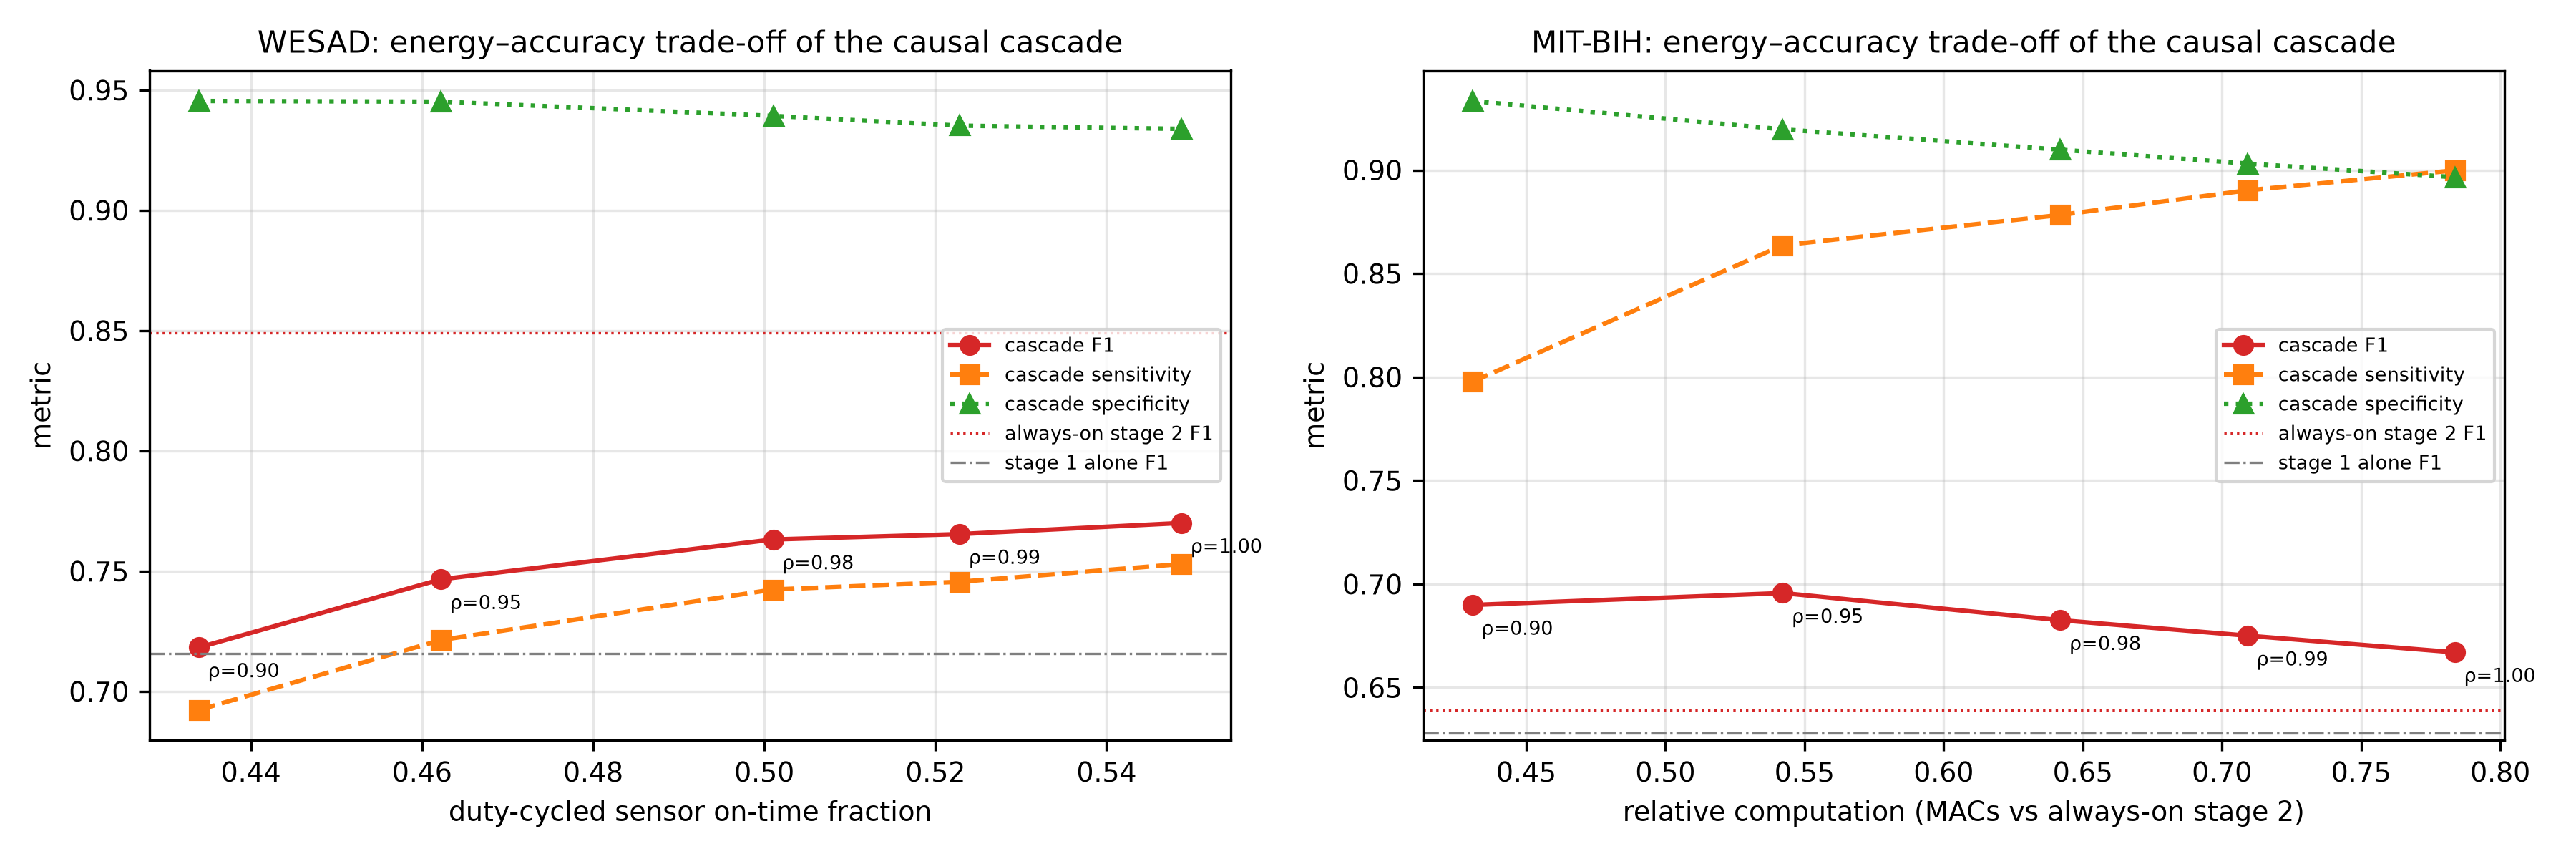 WESAD: energy–accuracy trade-off of the causal cascade
0.95
0.90
0.85
0.80
0.75
0.70
metric
cascade F1
cascade sensitivity
cascade specificity
always-on stage 2 F1
stage 1 alone F1
ρ=0.90
ρ=0.95
ρ=0.98
ρ=0.99
ρ=1.00
0.44 0.46 0.48 0.50 0.52 0.54
duty-cycled sensor on-time fraction
MIT-BIH: energy–accuracy trade-off of the causal cascade
0.90
0.85
0.80
0.75
0.70
0.65
metric
cascade F1
cascade sensitivity
cascade specificity
always-on stage 2 F1
stage 1 alone F1
ρ=0.90
ρ=0.95
ρ=0.98
ρ=0.99
ρ=1.00
0.45 0.50 0.55 0.60 0.65 0.70 0.75 0.80
relative computation (MACs vs always-on stage 2)